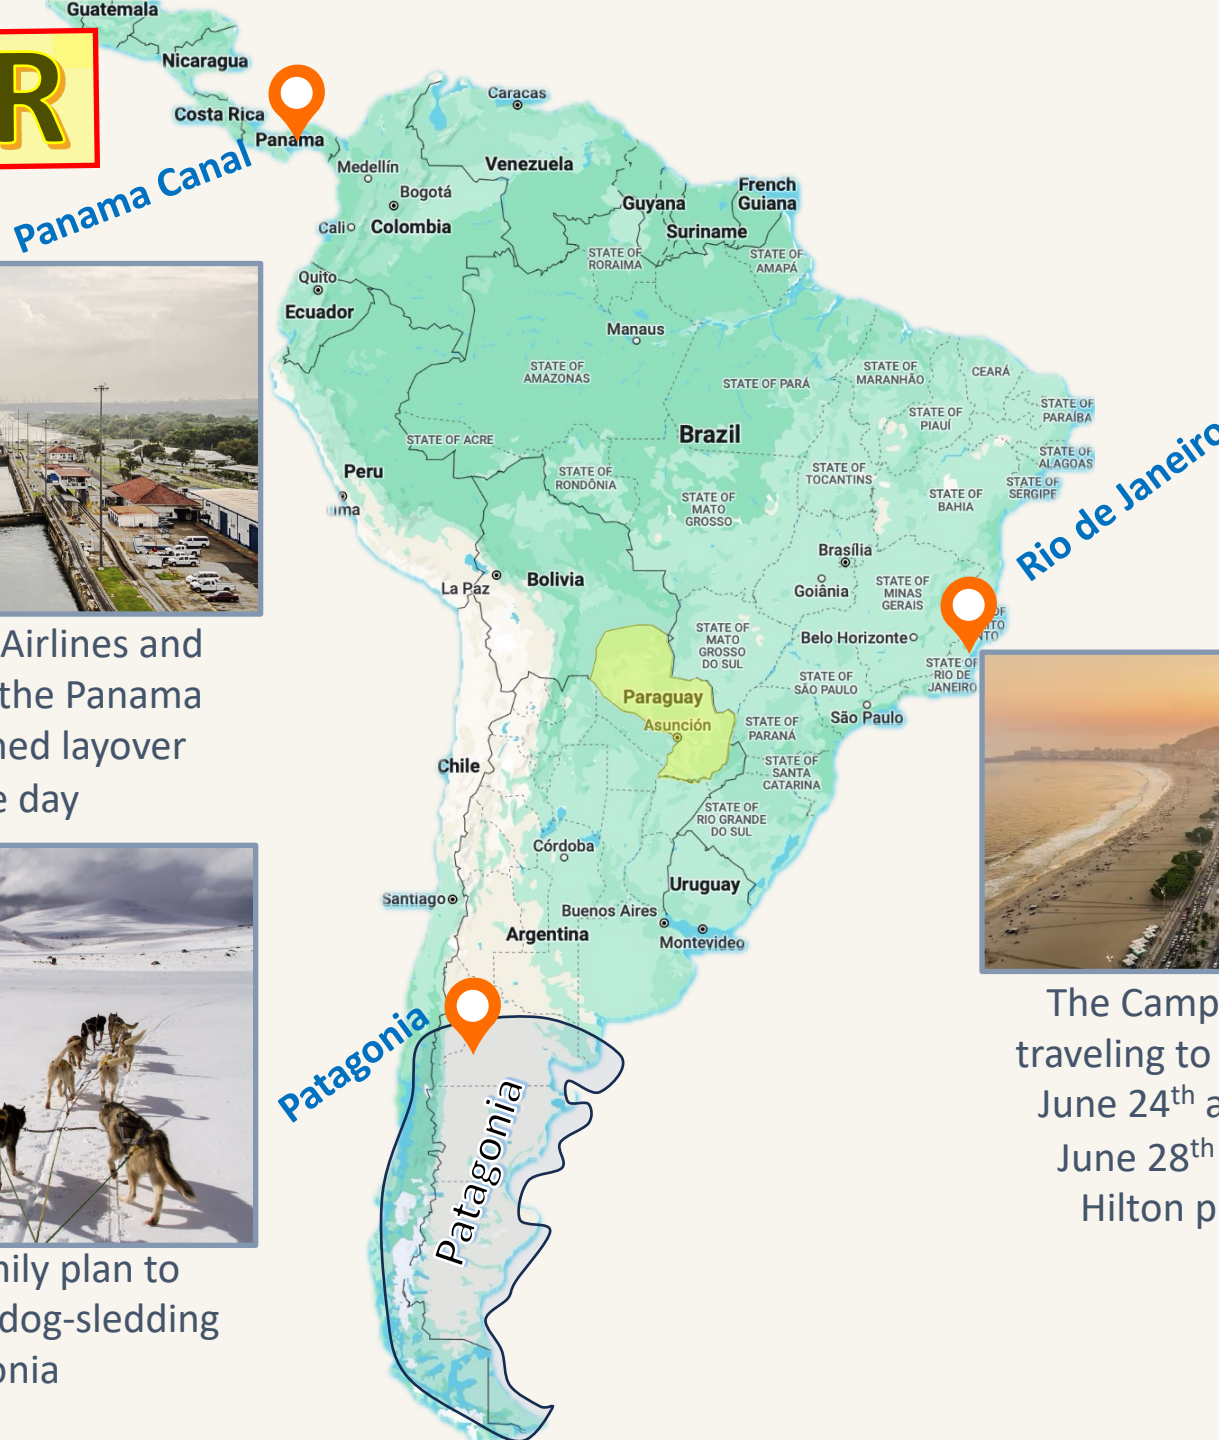 Guatemala
Nicaragua
R
Costa Rica
Panama
Panama Canal
Caracas
Medellín
Venezuela
Bogotá
French
Guiana
Guyana
Cali
Colombia
Suriname
STATE OF
RORAIMA
STATE OF
AMAPÁ
Quito
Ecuador
Manaus
STATE OF
AMAZONAS
STATE OF PARÁ
STATE OF
MARANHÃO
CEARÁ
STATE OF
PARAÍBA
STATE OF
PIAUÍ
STATE OF ACRE
Brazil
Rio de Janeiro
Peru
STATE OF
RONDÔNIA
STATE OF
TOCANTINS
STATE OF
ALAGOAS
STATE OF
SERGIPE
STATE OF
BAHIA
STATE OF
MATO
GROSSO
ima
Brasília
La Paz
Bolivia
Goiânia
STATE OF
MINAS
GERAIS
OF
ITO
NTO
STATE OF
MATO
GROSSO
DO SUL
Belo Horizonte
STATE OF
RIO DE
JANEIRO
STATE OF
SÃO PAULO
São Paulo
Paraguay
Asunción
STATE OF
PARANÁ
STATE OF
SANTA
CATARINA
STATE OF
RIO GRANDE
DO SUL
Chile
Córdoba
Uruguay
Santiago
Buenos Aires
Argentina
Montevideo
Patagonia
Patagonia
Airlines and
the Panama
ned layover
e day
nily plan to
dog-sledding
onia
The Camp
traveling to
June 24th a
June 28th
Hilton p